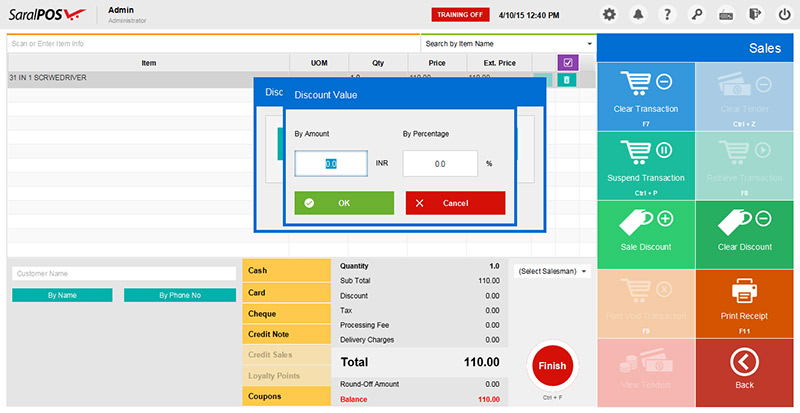 SaralPOS
Admin
Administrator
TRAINING OFF
4/10/15 12:40 PM
Scan or Enter Item Info
Search by Item Name
Sales
Item UOM Qty Price Ext. Price
31 IN 1 SCRWEDRIVER 1.0 110.00 110.00
Disc
Discount Value
By Amount By Percentage
0.0 INR 0.0 %
OK Cancel
Clear Transaction
F7
Clear Tender
Ctrl + Z
Suspend Transaction
Ctrl + P
Retrieve Transaction
F8
Sale Discount
Clear Discount
Post Void Transaction
F9
Print Receipt
F11
View Tenders
Back
Customer Name
By Name By Phone No
Cash
Card
Cheque
Credit Note
Credit Sales
Loyalty Points
Coupons
Quantity 1.0
Sub Total 110.00
Discount 0.00
Tax 0.00
Processing Fee 0.00
Delivery Charges 0.00
Total 110.00
Round-Off Amount 0.00
Balance 110.00
(Select Salesman)
Finish
Ctrl + F